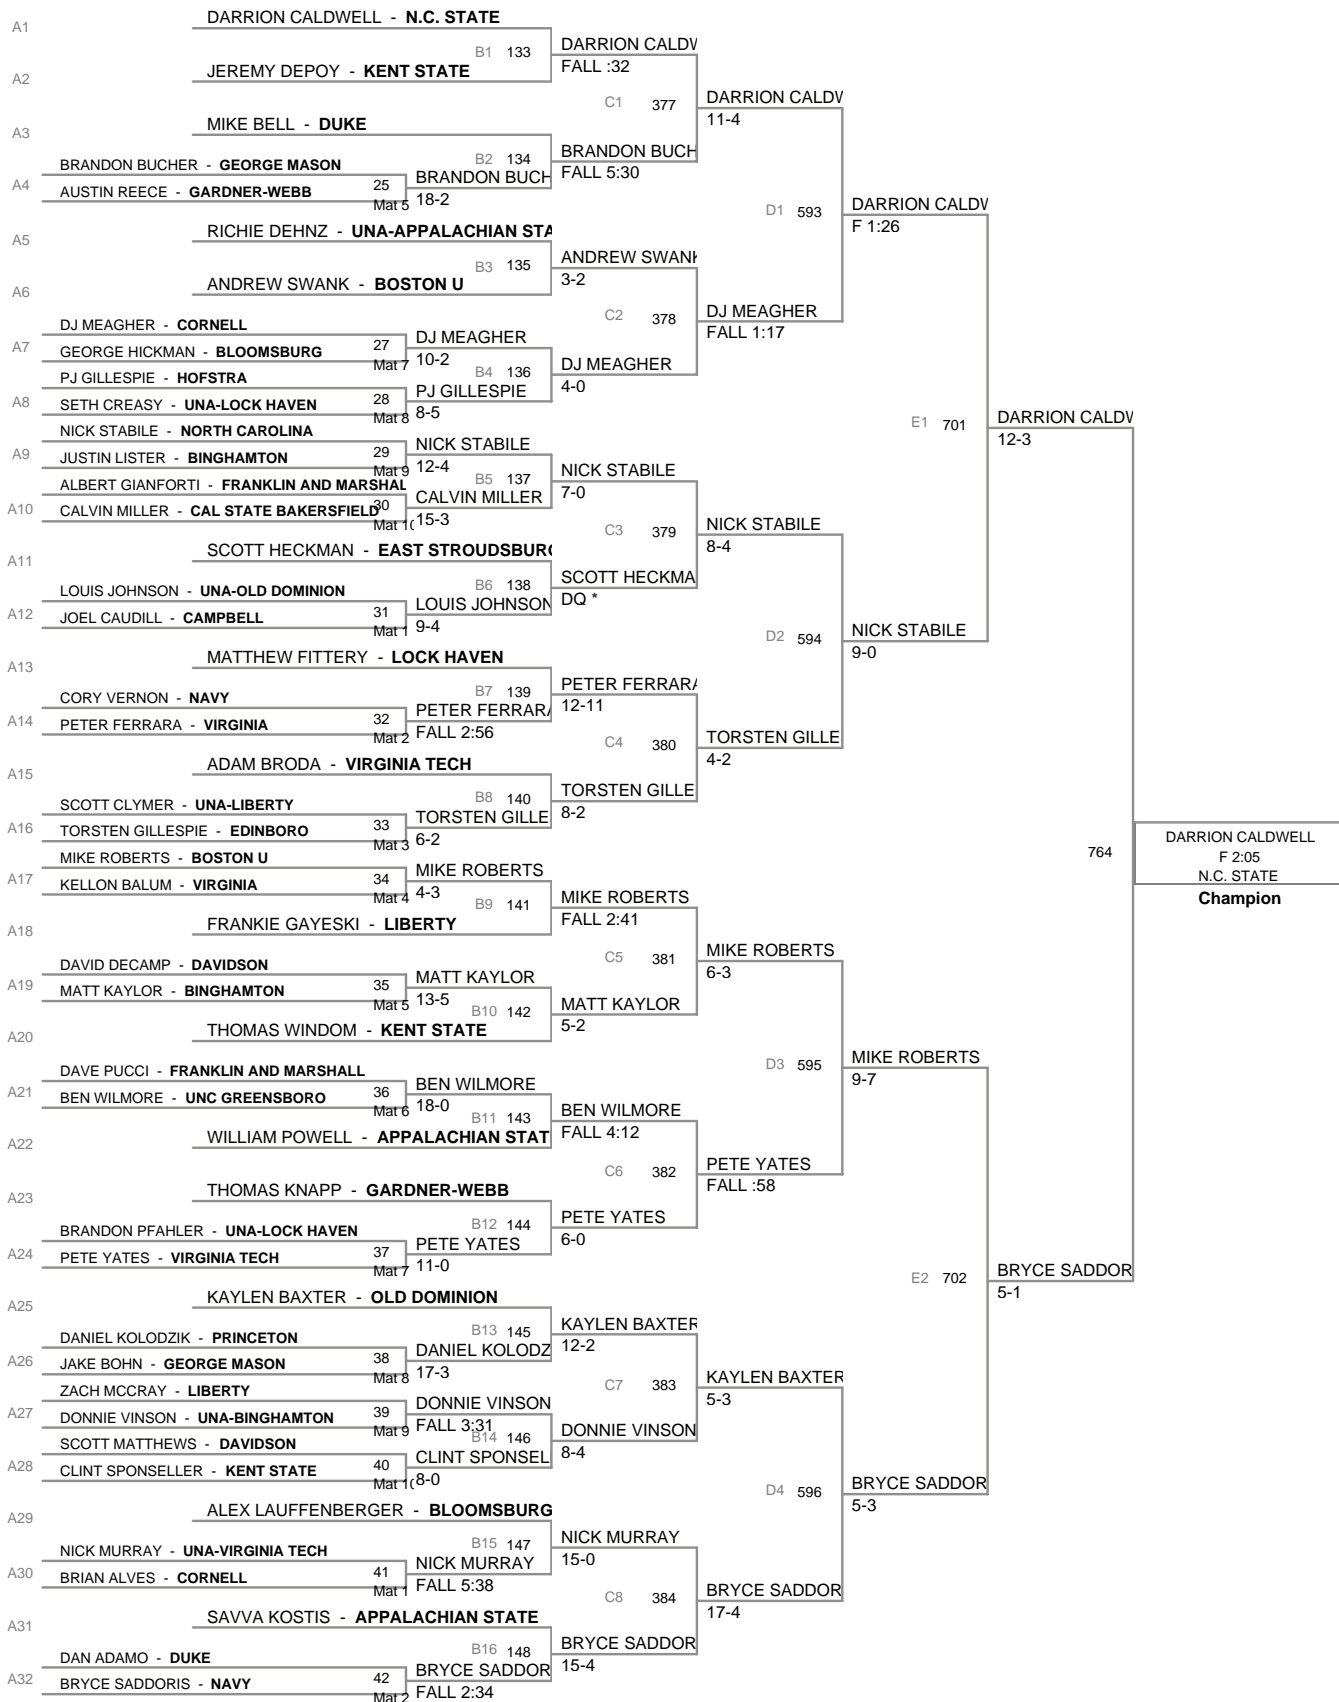 A1
DARRION CALDWELL - N.C. STATE
B1 133
DARRION CALDW
FALL :32
A2
JEREMY DEPOY - KENT STATE
C1 377
DARRION CALDW
11-4
A3
MIKE BELL - DUKE
B2 134
BRANDON BUCH
FALL 5:30
BRANDON BUCHER - GEORGE MASON
A4
25
Mat 5
BRANDON BUCH
18-2
AUSTIN REECE - GARDNER-WEBB
D1 593
DARRION CALDW
F 1:26
A5
RICHIE DEHNZ - UNA-APPALACHIAN STA
B3 135
ANDREW SWANK
3-2
A6
ANDREW SWANK - BOSTON U
C2 378
DJ MEAGHER
FALL 1:17
DJ MEAGHER - CORNELL
A7
27
Mat 7
DJ MEAGHER
10-2
GEORGE HICKMAN - BLOOMSBURG
B4 136
DJ MEAGHER
4-0
PJ GILLESPIE - HOFSTRA
A8
28
Mat 8
PJ GILLESPIE
8-5
SETH CREASY - UNA-LOCK HAVEN
E1 701
DARRION CALDW
12-3
NICK STABILE - NORTH CAROLINA
A9
29
Mat 9
NICK STABILE
12-4
JUSTIN LISTER - BINGHAMTON
B5 137
NICK STABILE
7-0
ALBERT GIANFORTI - FRANKLIN AND MARSHAL
A10
30
Mat 10
CALVIN MILLER
15-3
CALVIN MILLER - CAL STATE BAKERSFIELD
C3 379
NICK STABILE
8-4
A11
SCOTT HECKMAN - EAST STROUDSBURG
B6 138
SCOTT HECKMA
DQ *
LOUIS JOHNSON - UNA-OLD DOMINION
A12
31
Mat 1
LOUIS JOHNSON
9-4
JOEL CAUDILL - CAMPBELL
D2 594
NICK STABILE
9-0
A13
MATTHEW FITTERY - LOCK HAVEN
B7 139
PETER FERRARA
12-11
CORY VERNON - NAVY
A14
32
Mat 2
PETER FERRARA
FALL 2:56
PETER FERRARA - VIRGINIA
C4 380
TORSTEN GILLE
4-2
A15
ADAM BRODA - VIRGINIA TECH
B8 140
TORSTEN GILLE
8-2
SCOTT CLYMER - UNA-LIBERTY
A16
33
Mat 3
TORSTEN GILLE
6-2
TORSTEN GILLESPIE - EDINBORO
764
DARRION CALDWELL
F 2:05
N.C. STATE
Champion
MIKE ROBERTS - BOSTON U
A17
34
Mat 4
MIKE ROBERTS
4-3
KELLON BALUM - VIRGINIA
B9 141
MIKE ROBERTS
FALL 2:41
A18
FRANKIE GAYESKI - LIBERTY
C5 381
MIKE ROBERTS
6-3
DAVID DECAMP - DAVIDSON
A19
35
Mat 5
MATT KAYLOR
13-5
MATT KAYLOR - BINGHAMTON
B10 142
MATT KAYLOR
5-2
A20
THOMAS WINDOM - KENT STATE
D3 595
MIKE ROBERTS
9-7
DAVE PUCCI - FRANKLIN AND MARSHALL
A21
36
Mat 6
BEN WILMORE
18-0
BEN WILMORE - UNC GREENSBORO
B11 143
BEN WILMORE
FALL 4:12
A22
WILLIAM POWELL - APPALACHIAN STAT
C6 382
PETE YATES
FALL :58
A23
THOMAS KNAPP - GARDNER-WEBB
B12 144
PETE YATES
6-0
BRANDON PFAHLER - UNA-LOCK HAVEN
A24
37
Mat 7
PETE YATES
11-0
PETE YATES - VIRGINIA TECH
E2 702
BRYCE SADDOR
5-1
A25
KAYLEN BAXTER - OLD DOMINION
B13 145
KAYLEN BAXTER
12-2
DANIEL KOLODZIK - PRINCETON
A26
38
Mat 8
DANIEL KOLODZ
17-3
JAKE BOHN - GEORGE MASON
C7 383
KAYLEN BAXTER
5-3
ZACH MCCRAY - LIBERTY
A27
39
Mat 9
DONNIE VINSON
FALL 3:31
DONNIE VINSON - UNA-BINGHAMTON
B14 146
DONNIE VINSON
8-4
SCOTT MATTHEWS - DAVIDSON
A28
40
Mat 10
CLINT SPONSEL
8-0
CLINT SPONSELLER - KENT STATE
D4 596
BRYCE SADDOR
5-3
A29
ALEX LAUFFENBERGER - BLOOMSBURG
B15 147
NICK MURRAY
15-0
NICK MURRAY - UNA-VIRGINIA TECH
A30
41
Mat 1
NICK MURRAY
FALL 5:38
BRIAN ALVES - CORNELL
C8 384
BRYCE SADDOR
17-4
A31
SAVVA KOSTIS - APPALACHIAN STATE
B16 148
BRYCE SADDOR
15-4
DAN ADAMO - DUKE
A32
42
Mat 2
BRYCE SADDOR
FALL 2:34
BRYCE SADDORIS - NAVY